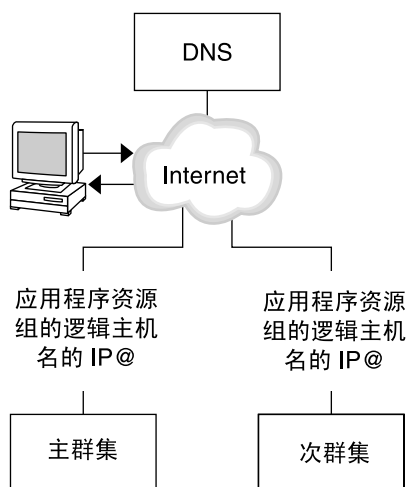 DNS
Internet
应用程序资源
组的逻辑主机
名的 IP@
应用程序资源
组的逻辑主机
名的 IP@
主群集
次群集